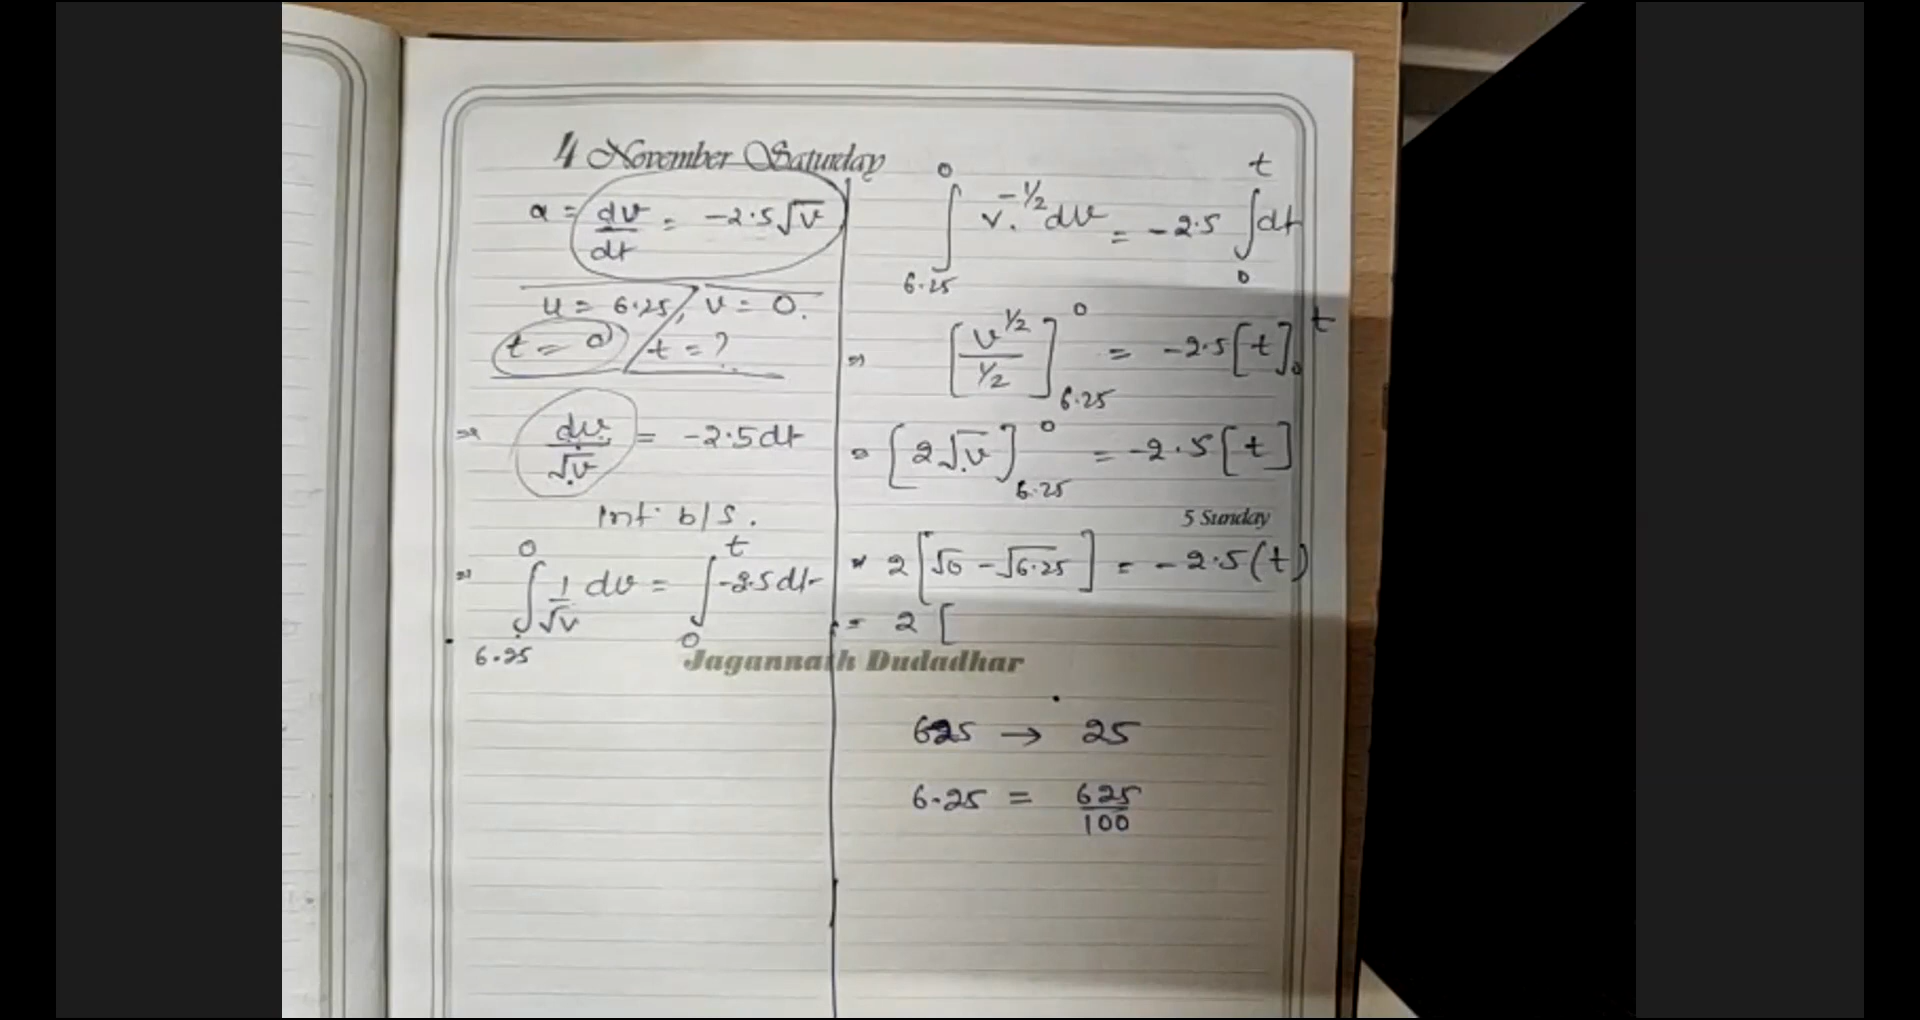 4 November Saturday
a = dv/dt = -2.5√v
u = 6.25, v = 0.
t = 0 / t = ?
⇒ dv/√v = -2.5dt
Int. b/s.
⇒ ∫_{6.25}^{0} 1/√v dv = ∫_{0}^{t} -2.5dt
∫_{6.25}^{0} v^{-1/2} dv = -2.5 ∫_{0}^{t} dt
⇒ [v^{1/2}/1/2]_{6.25}^{0} = -2.5[t]_{0}^{t}
⇒ [2√v]_{6.25}^{0} = -2.5[t]
5 Sunday
⇒ 2[√0 - √6.25] = -2.5(t)
= 2 [
Jagannath Dudadhar
625 → 25
6.25 = 625/100